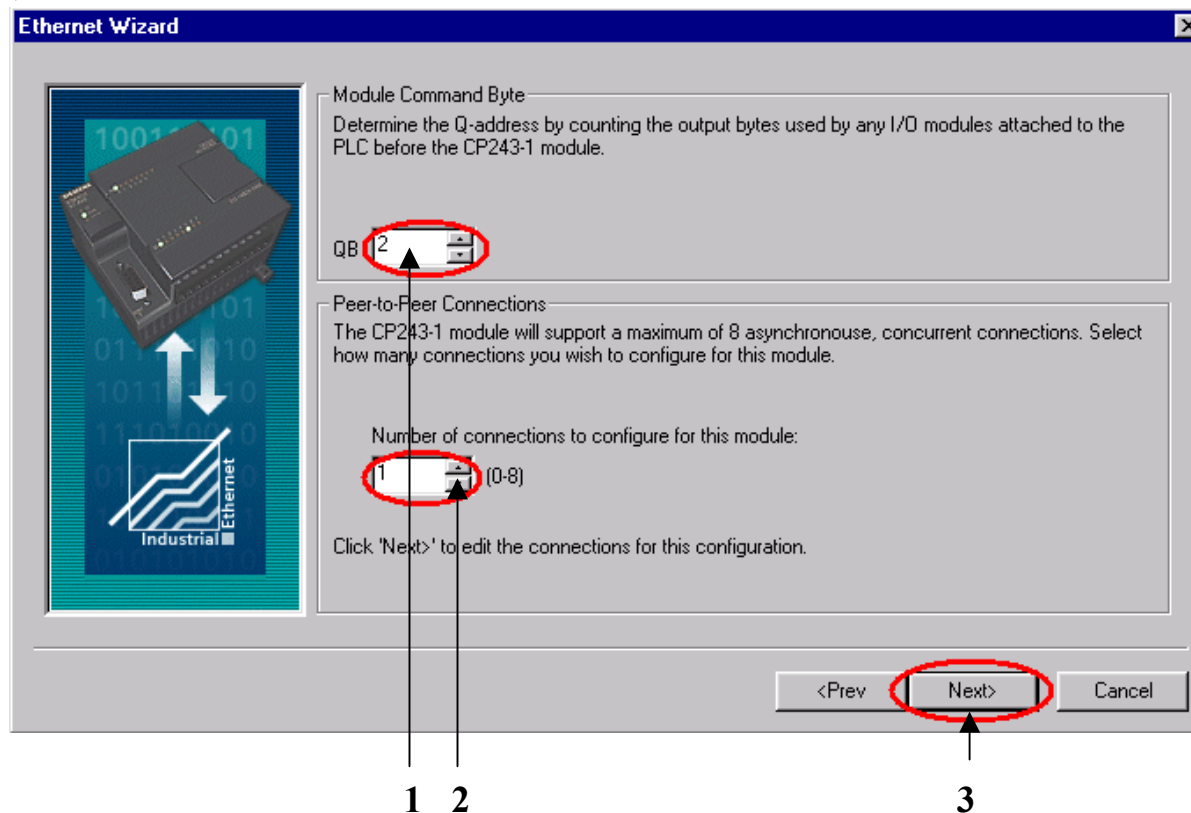 Ethernet Wizard
Module Command Byte
Determine the Q-address by counting the output bytes used by any I/O modules attached to the
PLC before the CP243-1 module.
QB 2
Peer-to-Peer Connections
The CP243-1 module will support a maximum of 8 asynchronouse, concurrent connections. Select
how many connections you wish to configure for this module.
Number of connections to configure for this module:
1 (0-8)
Click 'Next>' to edit the connections for this configuration.
Industrial
Ethernet
<Prev
Next>
Cancel
1 2 3